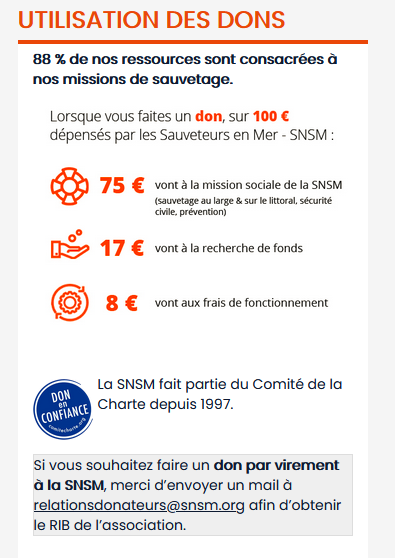 UTILISATION DES DONS
88 % de nos ressources sont consacrées à
nos missions de sauvetage.
Lorsque vous faites un don, sur 100 €
dépensés par les Sauveteurs en Mer - SNSM :
75 € vont à la mission sociale de la SNSM
(sauvetage au large & sur le littoral, sécurité
civile, prévention)
17 € vont à la recherche de fonds
8 € vont aux frais de fonctionnement
DON
en
CONFIANCE
comitecharte.org
La SNSM fait partie du Comité de la
Charte depuis 1997.
Si vous souhaitez faire un don par virement
à la SNSM, merci d’envoyer un mail à
relationsdonateurs@snsm.org afin d’obtenir
le RIB de l’association.